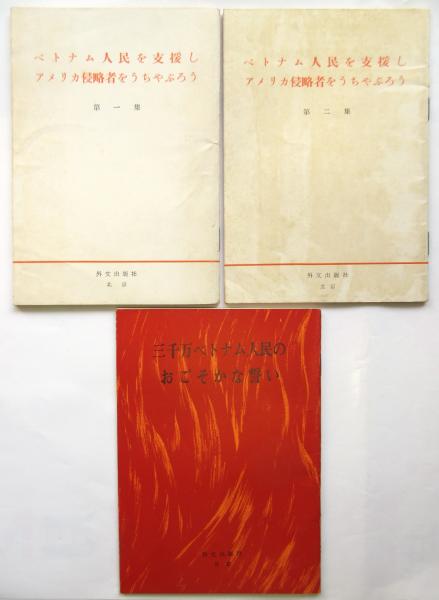 ベトナム人民を支援し
アメリカ侵略者をうちやぶろう
第一集
外文出版社
北京
ベトナム人民を支援し
アメリカ侵略者をうちやぶろう
第二集
外文出版社
北京
三千万ベトナム人民の
おごそかな誓い
外文出版社
北京